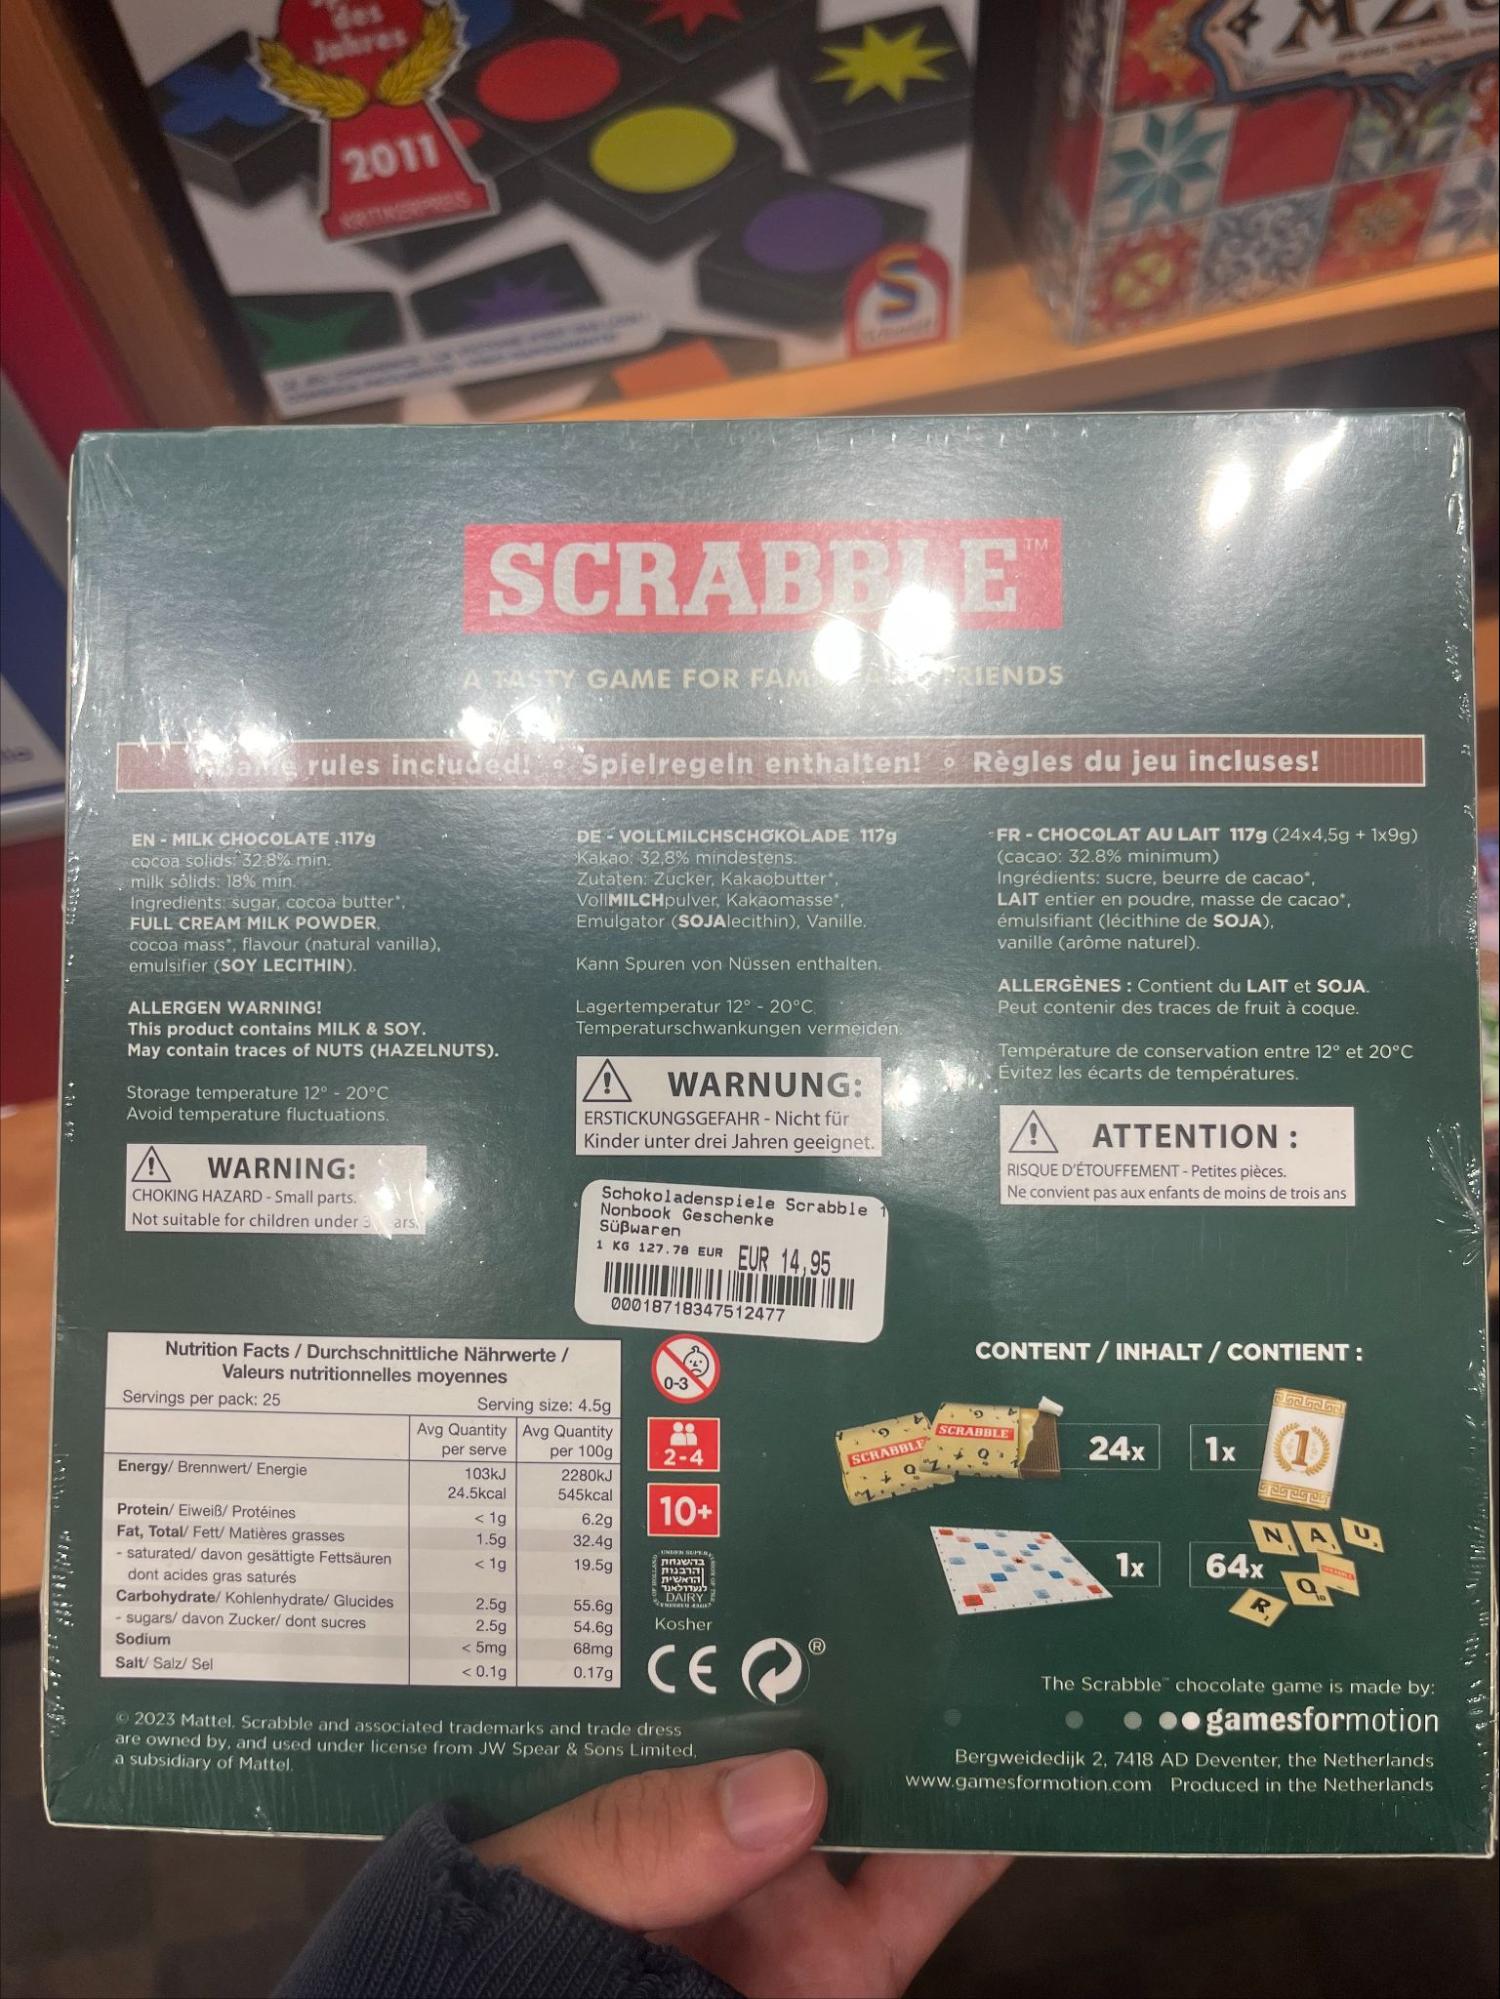 des
Jahres
2011
KRITIKERPREIS
SCRABBLE™
A TASTY GAME FOR FAM FRIENDS
Game rules included! ∘ Spielregeln enthalten! ∘ Règles du jeu incluses!
EN - MILK CHOCOLATE 117g
cocoa solids: 32.8% min.
milk solids: 18% min.
Ingredients: sugar, cocoa butter*,
FULL CREAM MILK POWDER,
cocoa mass*, flavour (natural vanilla),
emulsifier (SOY LECITHIN).
ALLERGEN WARNING!
This product contains MILK & SOY.
May contain traces of NUTS (HAZELNUTS).
Storage temperature 12° - 20°C
Avoid temperature fluctuations.
WARNING:
CHOKING HAZARD - Small parts.
Not suitable for children under 3 ars.
DE - VOLLMILCHSCHOKOLADE 117g
Kakao: 32,8% mindestens.
Zutaten: Zucker, Kakaobutter*,
VollMILCHpulver, Kakaomasse*,
Emulgator (SOJAlecithin), Vanille.
Kann Spuren von Nüssen enthalten.
Lagertemperatur 12° - 20°C
Temperaturschwankungen vermeiden.
WARNUNG:
ERSTICKUNGSGEFAHR - Nicht für
Kinder unter drei Jahren geeignet.
FR - CHOCOLAT AU LAIT 117g (24x4,5g + 1x9g)
(cacao: 32.8% minimum)
Ingrédients: sucre, beurre de cacao*,
LAIT entier en poudre, masse de cacao*,
émulsifiant (lécithine de SOJA),
vanille (arôme naturel).
ALLERGÈNES : Contient du LAIT et SOJA.
Peut contenir des traces de fruit à coque.
Température de conservation entre 12° et 20°C
Évitez les écarts de températures.
ATTENTION :
RISQUE D'ÉTOUFFEMENT - Petites pièces.
Ne convient pas aux enfants de moins de trois ans
Schokoladenspiele Scrabble 1
Nonbook Geschenke
Süßwaren
1 KG 127.78 EUR EUR 14,95
00018718347512477
Nutrition Facts / Durchschnittliche Nährwerte /
Valeurs nutritionnelles moyennes
Servings per pack: 25 Serving size: 4.5g
Avg Quantity per serve Avg Quantity per 100g
Energy/ Brennwert/ Energie 103kJ 2280kJ
24.5kcal 545kcal
Protein/ Eiweiß/ Protéines < 1g 6.2g
Fat, Total/ Fett/ Matières grasses 1.5g 32.4g
- saturated/ davon gesättigte Fettsäuren < 1g 19.5g
dont acides gras saturés
Carbohydrate/ Kohlenhydrate/ Glucides 2.5g 55.6g
- sugars/ davon Zucker/ dont sucres 2.5g 54.6g
Sodium < 5mg 68mg
Salt/ Salz/ Sel < 0.1g 0.17g
0-3
2-4
10+
DAIRY
Kosher
CE ®
CONTENT / INHALT / CONTIENT :
SCRABBLE
SCRABBLE
24x
1x
1
1x
64x
N A U
Q
R
The Scrabble™ chocolate game is made by:
gamesformotion
Bergweidedijk 2, 7418 AD Deventer, the Netherlands
www.gamesformotion.com Produced in the Netherlands
© 2023 Mattel. Scrabble and associated trademarks and trade dress
are owned by, and used under license from JW Spear & Sons Limited,
a subsidiary of Mattel.